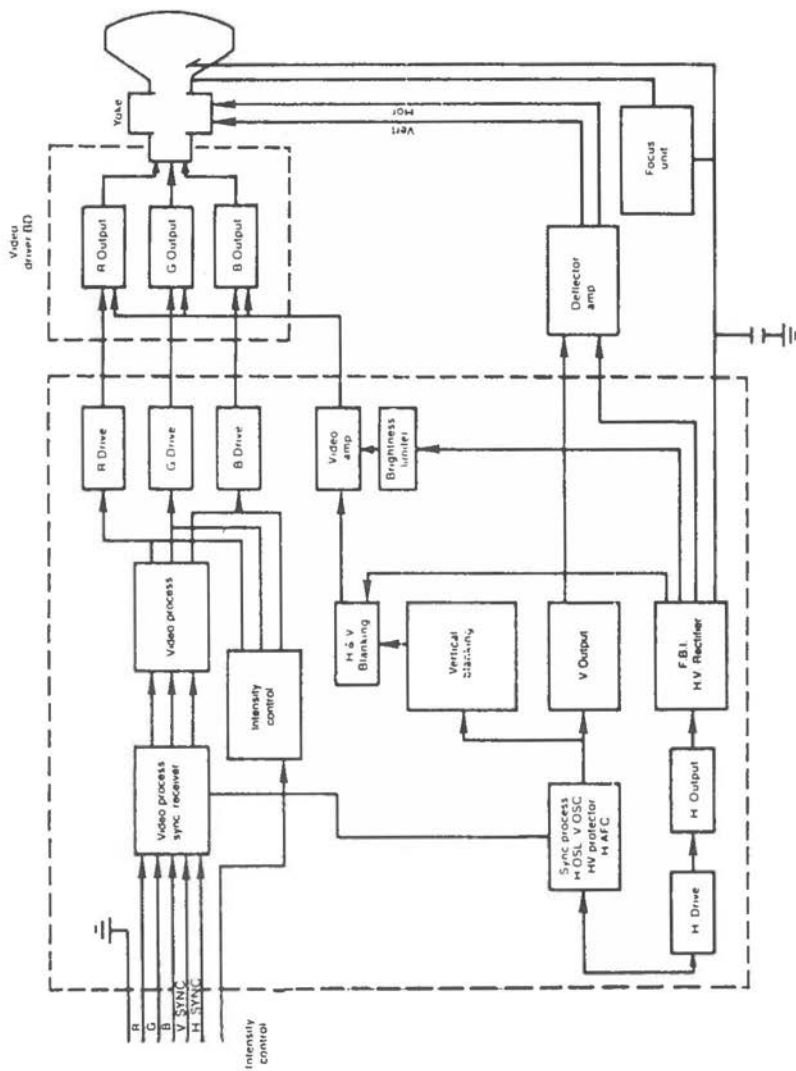 Video
driver BD
Yuke
R Output
G Output
B Output
Vert
Hor
Focus
unit
Deflector
amp
R Drive
G Drive
B Drive
Video
amp
Brightness
Video process
H & V
Blanking
Vertical
blanking
V Output
F.B.I.
H.V. Rectifier
Intensity
control
Video process
sync receiver
Sync process
H OSL V OSC
HV protector
H AFC
H Output
H Drive
R
G
B
V SYNC
H SYNC
Intensity
control